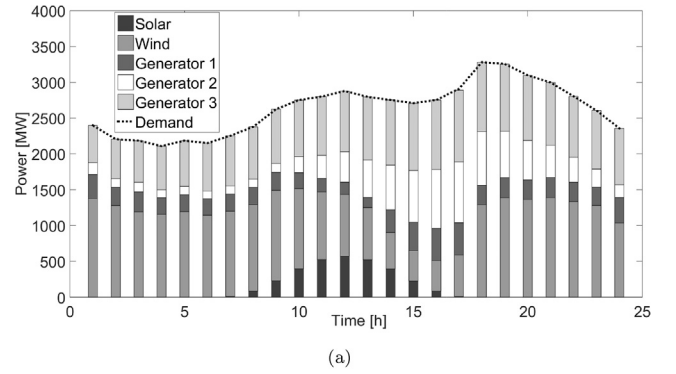 4000
3500
3000
2500
2000
1500
1000
500
0
Power [MW]
Solar
Wind
Generator 1
Generator 2
Generator 3
Demand
0 5 10 15 20 25
Time [h]
(a)